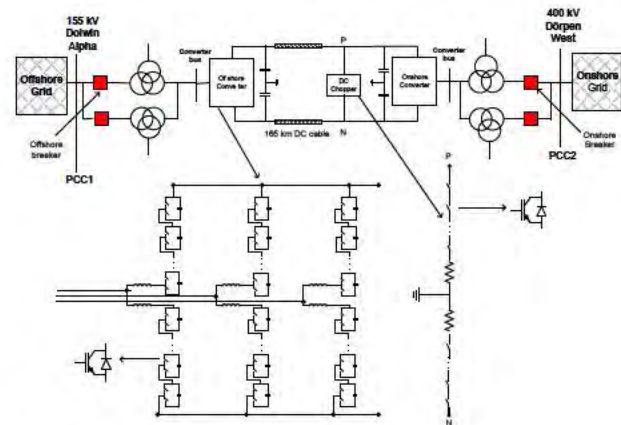 155 kV
Dolwin
Alpha
400 kV
Dörpen
West
Offshore
Grid
Converter
bus
Offshore
Converter
P
DC
Chopper
Onshore
Converter
Converter
bus
Onshore
Grid
Offshore
breaker
165 km DC cable
N
Onshore
Breaker
PCC1
PCC2
P
N